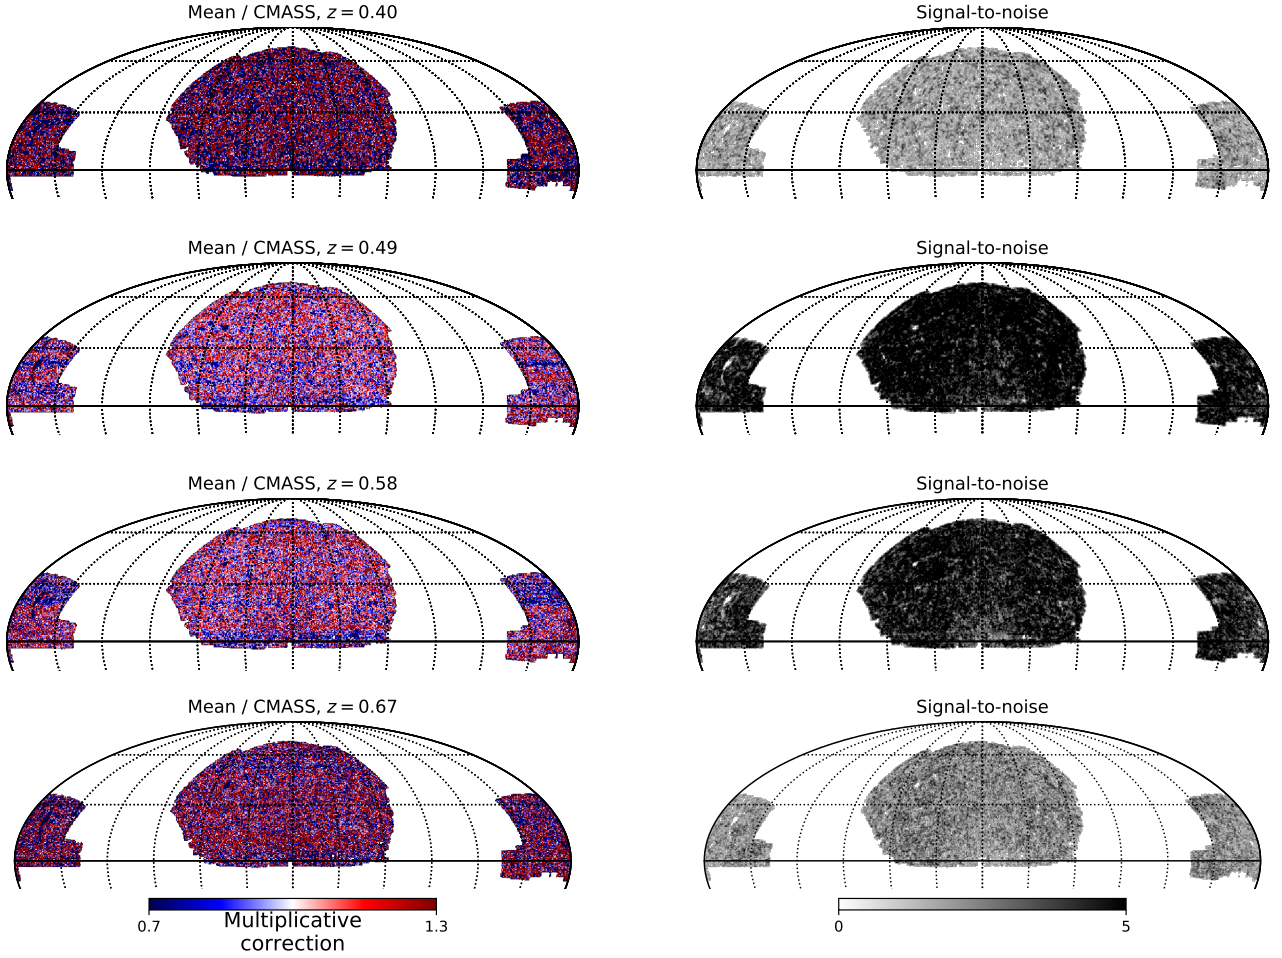 Mean / CMASS, z = 0.40
Signal-to-noise
Mean / CMASS, z = 0.49
Signal-to-noise
Mean / CMASS, z = 0.58
Signal-to-noise
Mean / CMASS, z = 0.67
Signal-to-noise
0.7
1.3
Multiplicative
correction
0
5